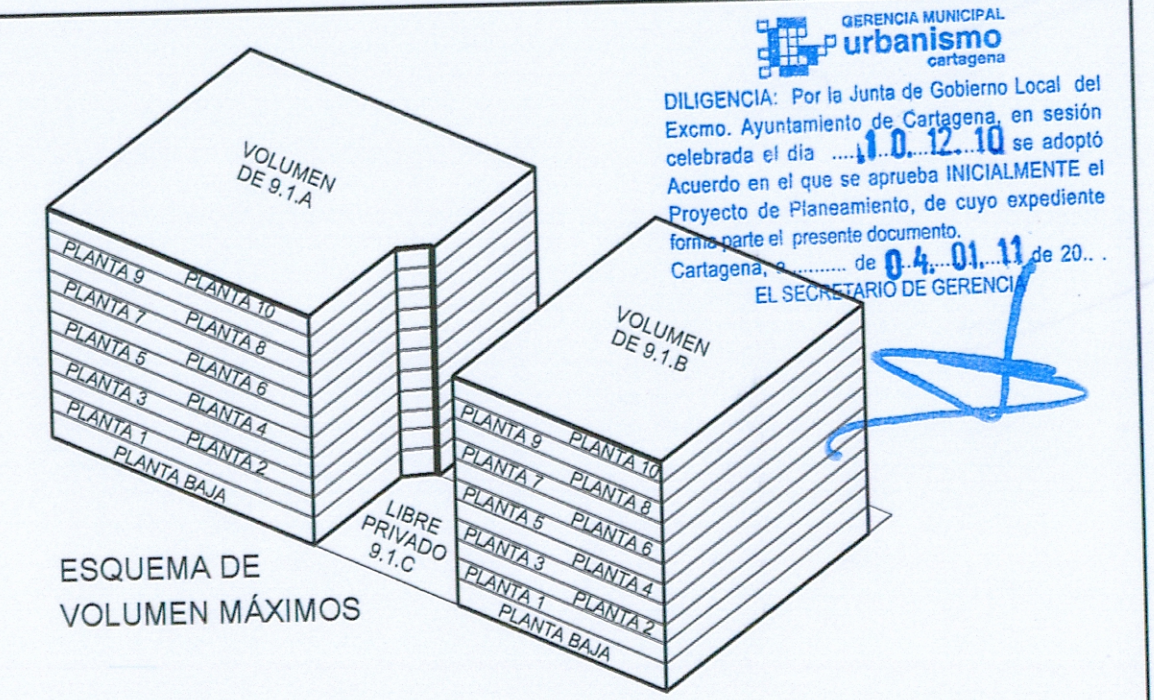 GERENCIA MUNICIPAL
urbanismo
cartagena
DILIGENCIA: Por la Junta de Gobierno Local del
Excmo. Ayuntamiento de Cartagena, en sesión
celebrada el dia ....10. 12. 10 se adoptó
Acuerdo en el que se aprueba INICIALMENTE el
Proyecto de Planeamiento, de cuyo expediente
forma parte el presente documento.
Cartagena, a .......... de 04. 01. 11 de 20.. .
EL SECRETARIO DE GERENCIA
VOLUMEN
DE 9.1.A
PLANTA 9 PLANTA 10
PLANTA 7 PLANTA 8
PLANTA 5 PLANTA 6
PLANTA 3 PLANTA 4
PLANTA 1 PLANTA 2
PLANTA BAJA
VOLUMEN
DE 9.1.B
PLANTA 9 PLANTA 10
PLANTA 7 PLANTA 8
PLANTA 5 PLANTA 6
PLANTA 3 PLANTA 4
PLANTA 1 PLANTA 2
PLANTA BAJA
LIBRE
PRIVADO
9.1.C
ESQUEMA DE
VOLUMEN MÁXIMOS